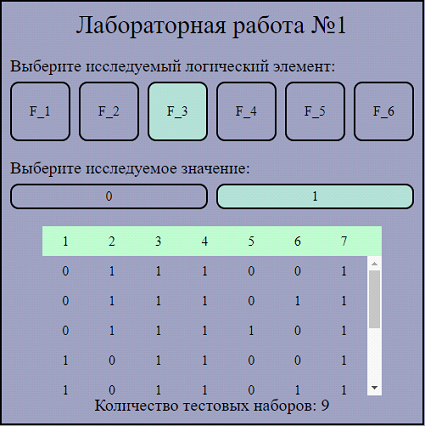 Лабораторная работа №1
Выберите исследуемый логический элемент:
F_1 F_2 F_3 F_4 F_5 F_6
Выберите исследуемое значение:
0 1
1 2 3 4 5 6 7
0 1 1 1 0 0 1
0 1 1 1 0 1 1
0 1 1 1 1 0 1
1 0 1 1 0 0 1
1 0 1 1 0 1 1
Количество тестовых наборов: 9